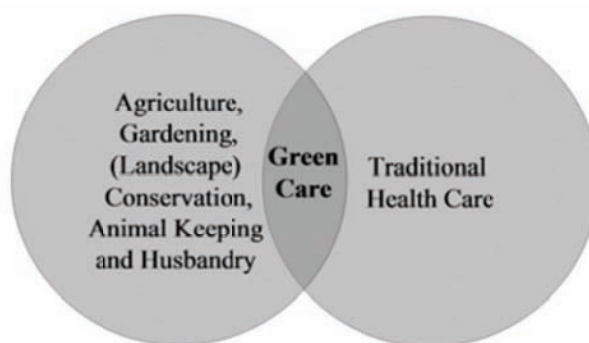 Agriculture,
Gardening,
(Landscape)
Conservation,
Animal Keeping
and Husbandry
Green
Care
Traditional
Health Care